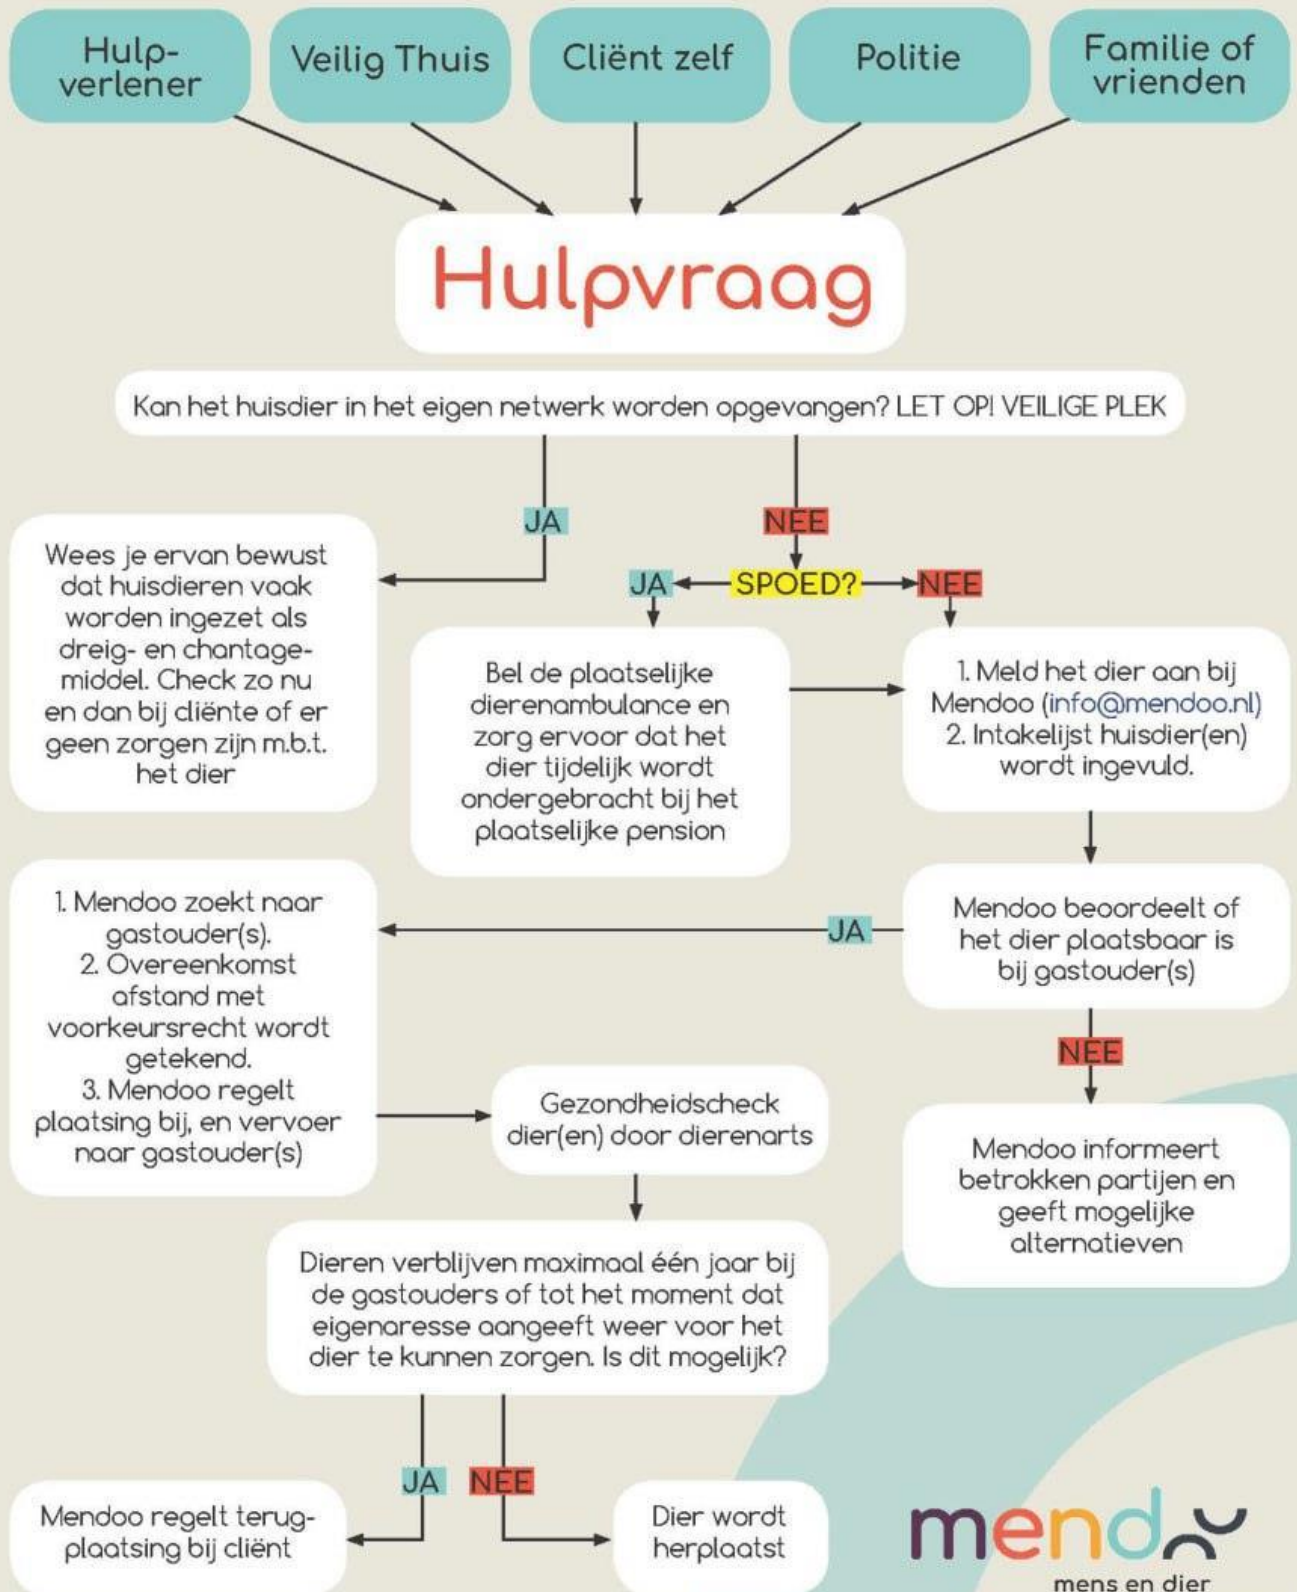 Hulp-
verlener
Veilig Thuis
Cliënt zelf
Politie
Familie of
vrienden
Hulpvraag
Kan het huisdier in het eigen netwerk worden opgevangen? LET OP! VEILIGE PLEK
JA
NEE
Wees je ervan bewust
dat huisdieren vaak
worden ingezet als
dreig- en chantage-
middel. Check zo nu
en dan bij cliënte of er
geen zorgen zijn m.b.t.
het dier
JA
SPOED?
NEE
Bel de plaatselijke
dierenambulance en
zorg ervoor dat het
dier tijdelijk wordt
ondergebracht bij het
plaatselijke pension
1. Meld het dier aan bij
Mendoo (info@mendoo.nl)
2. Intakelijst huisdier(en)
wordt ingevuld.
Mendoo beoordeelt of
het dier plaatsbaar is
bij gastouder(s)
JA
NEE
1. Mendoo zoekt naar
gastouder(s).
2. Overeenkomst
afstand met
voorkeursrecht wordt
getekend.
3. Mendoo regelt
plaatsing bij, en vervoer
naar gastouder(s)
Gezondheidscheck
dier(en) door dierenarts
Mendoo informeert
betrokken partijen en
geeft mogelijke
alternatieven
Dieren verblijven maximaal één jaar bij
de gastouders of tot het moment dat
eigenaresse aangeeft weer voor het
dier te kunnen zorgen. Is dit mogelijk?
JA
NEE
Mendoo regelt terug-
plaatsing bij cliënt
Dier wordt
herplaatst
mendoo
mens en dier